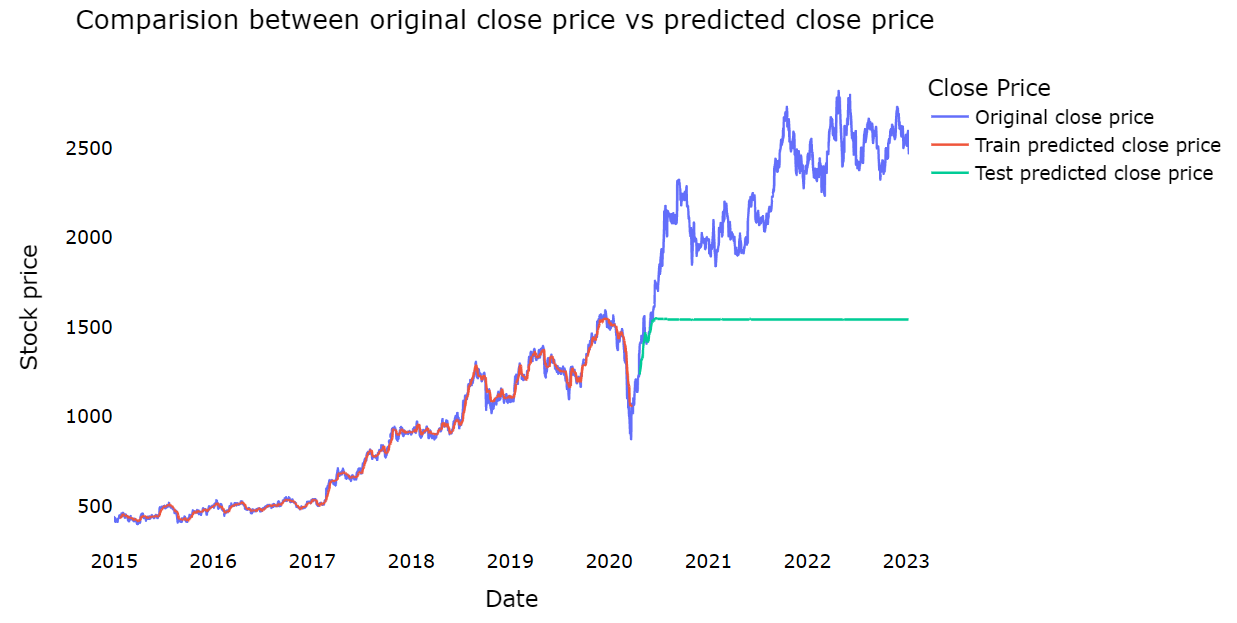 Comparision between original close price vs predicted close price
Close Price
Original close price
Train predicted close price
Test predicted close price
2500
2000
1500
1000
500
Stock price
2015 2016 2017 2018 2019 2020 2021 2022 2023
Date